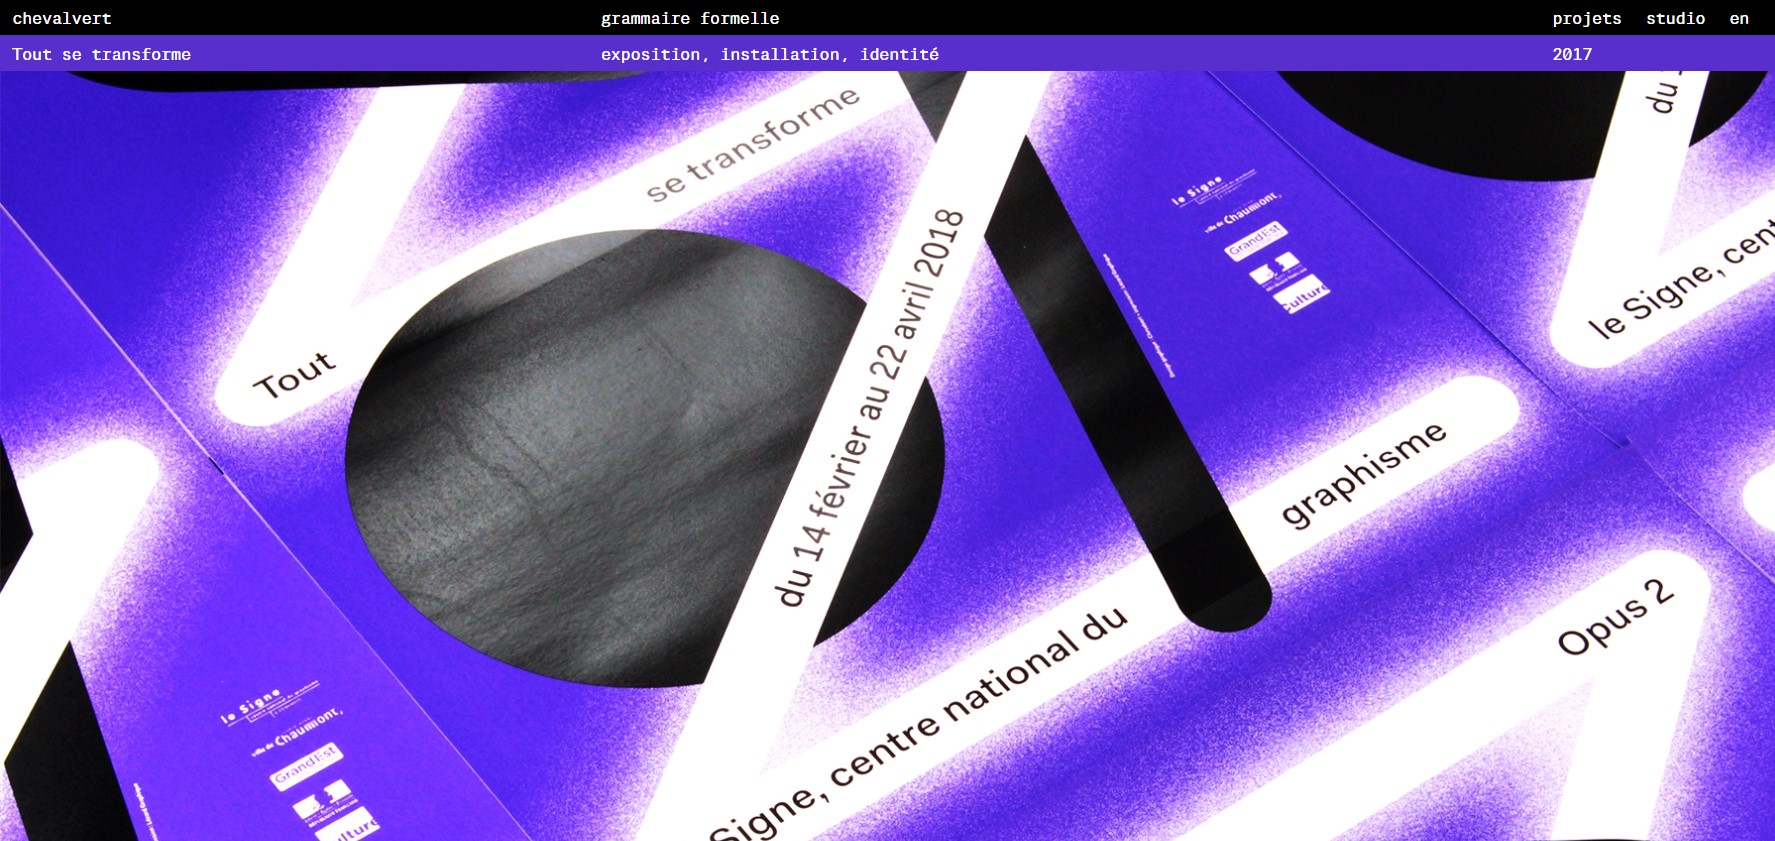 chevalvert
grammaire formelle
projets studio en
Tout se transforme
exposition, installation, identité
2017
se transforme
du
Tout
du 14 février au 22 avril 2018
le Signe
ville de Chaumont,
GrandEst
Culture
le Signe, cent
graphisme
Signe, centre national du
Opus 2
le Signe
ville de Chaumont,
GrandEst
ulture